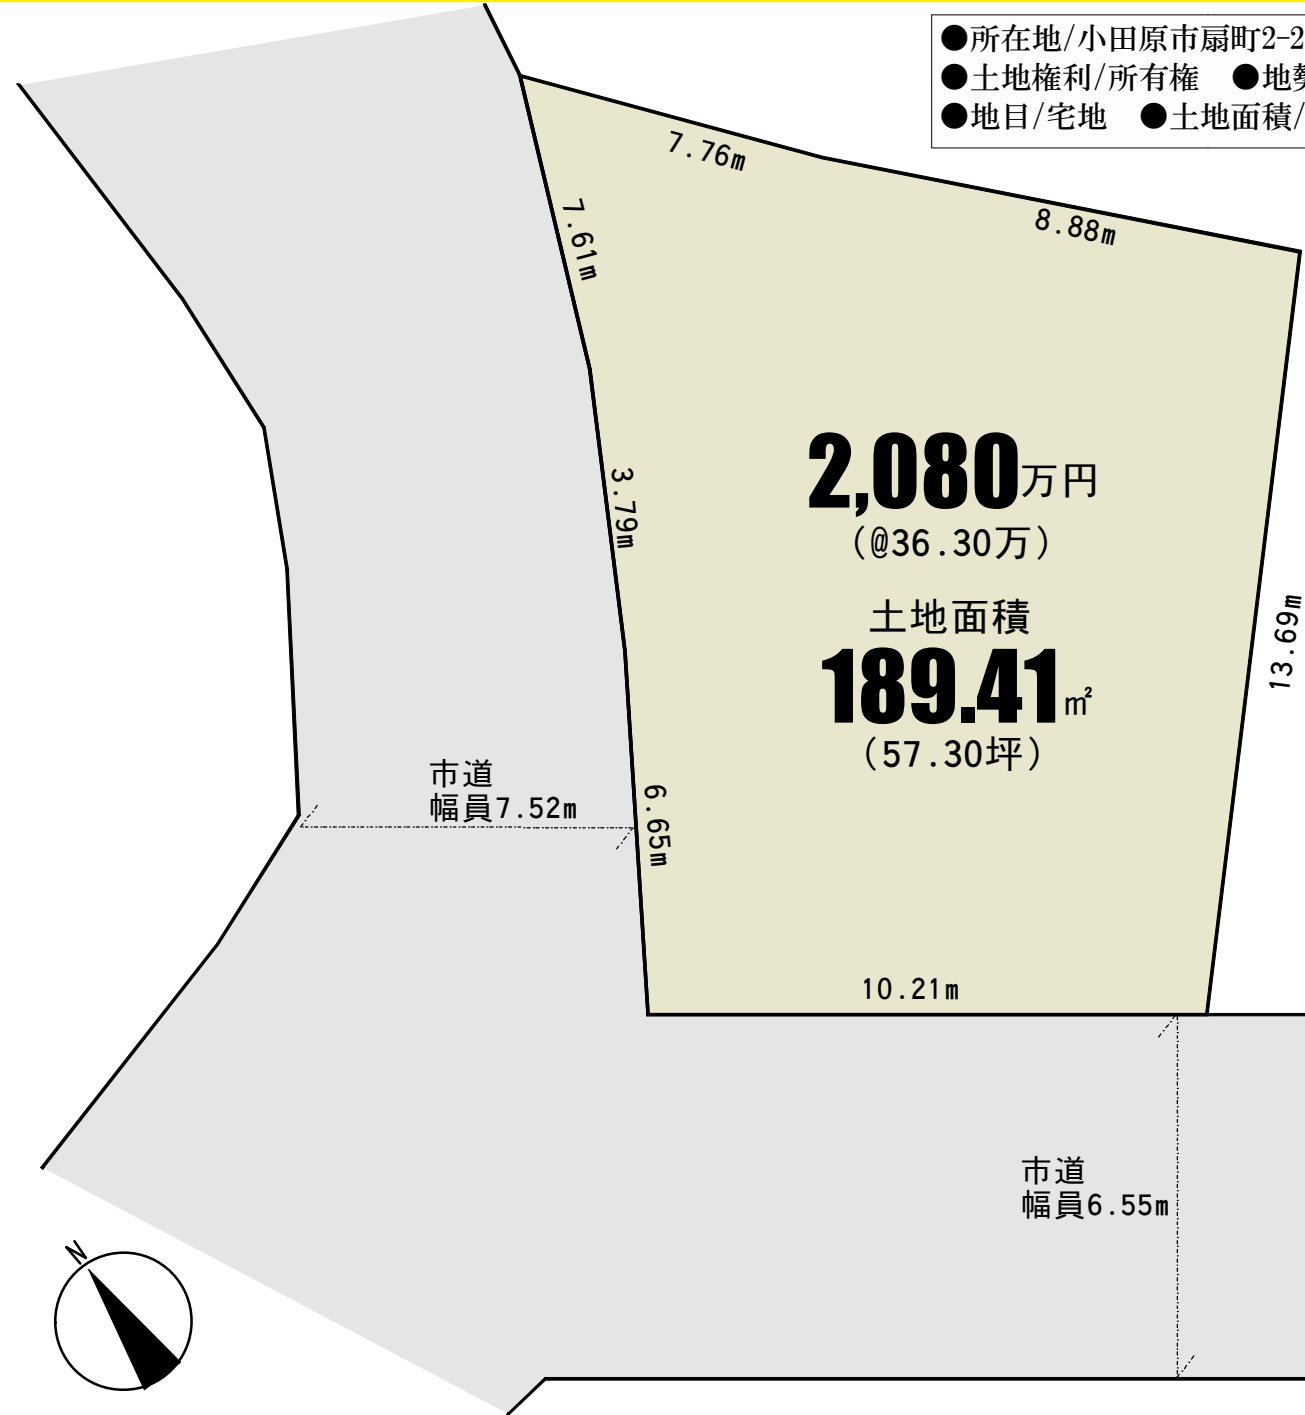 ●所在地/小田原市扇町2-2
●土地権利/所有権 ●地勢
●地目/宅地 ●土地面積/
7.76m
8.88m
7.61m
3.79m
2,080万円
(@36.30万)
土地面積
189.41㎡
(57.30坪)
13.69m
市道
幅員7.52m
6.65m
10.21m
市道
幅員6.55m
N